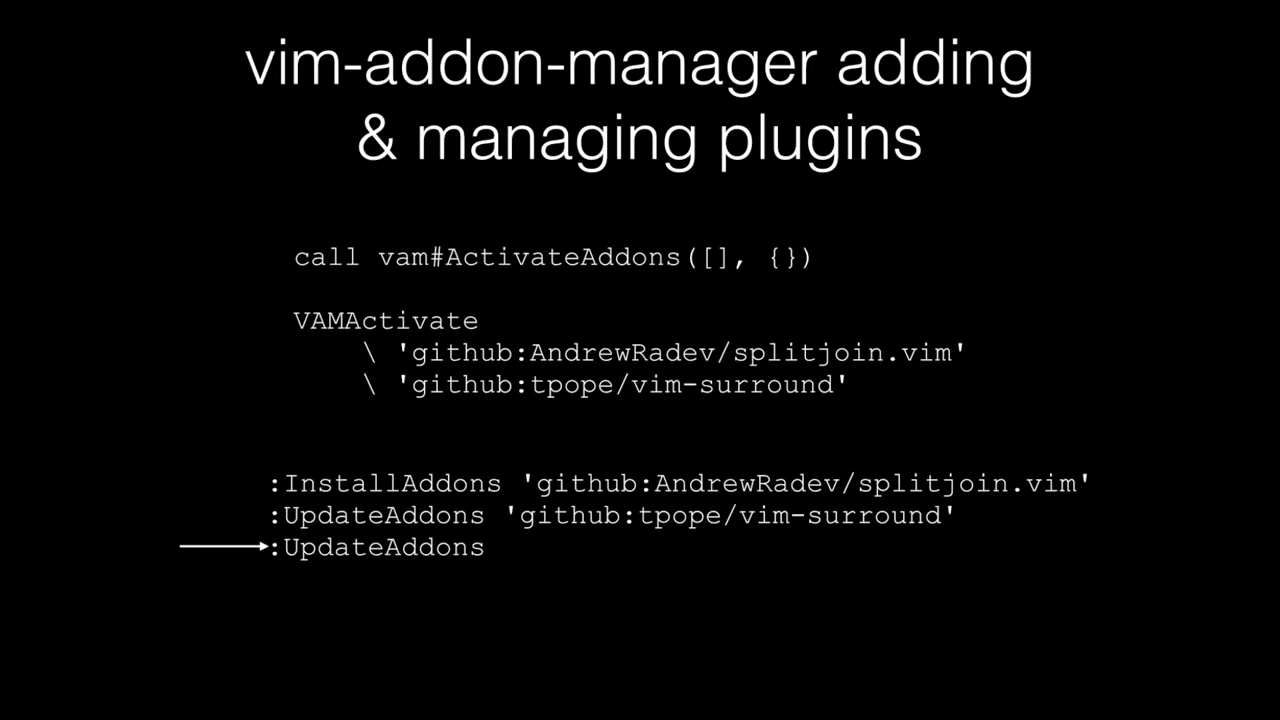 vim-addon-manager adding
& managing plugins
call vam#ActivateAddons([], {})
VAMActivate
\ 'github:AndrewRadev/splitjoin.vim'
\ 'github:tpope/vim-surround'
:InstallAddons 'github:AndrewRadev/splitjoin.vim'
:UpdateAddons 'github:tpope/vim-surround'
:UpdateAddons